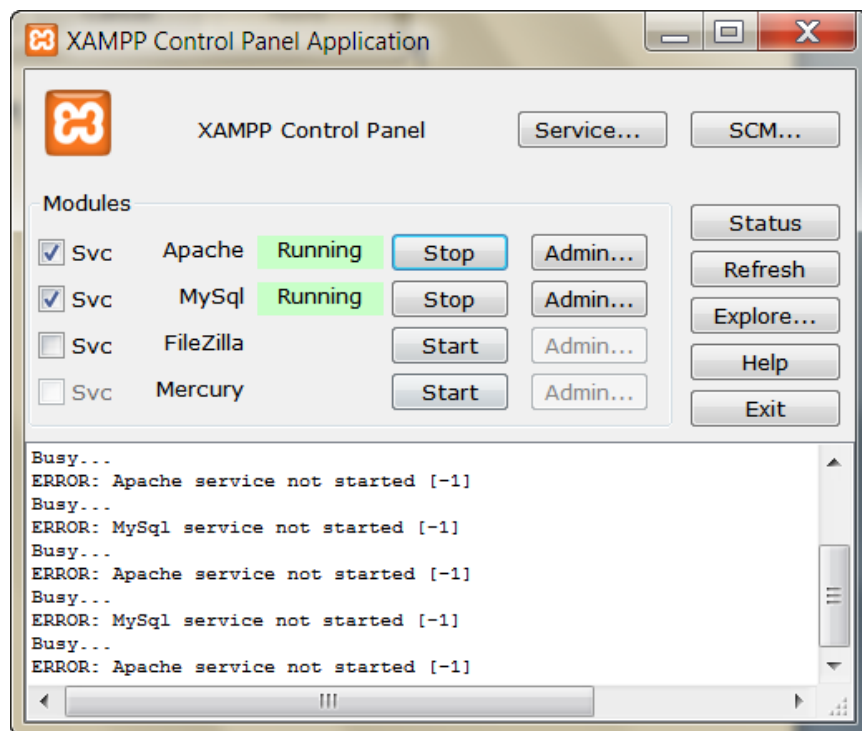 XAMPP Control Panel Application
XAMPP Control Panel Service... SCM...
Modules
Svc Apache Running Stop Admin...
Svc MySql Running Stop Admin...
Svc FileZilla Start Admin...
Svc Mercury Start Admin...
Status
Refresh
Explore...
Help
Exit
Busy...
ERROR: Apache service not started [-1]
Busy...
ERROR: MySql service not started [-1]
Busy...
ERROR: Apache service not started [-1]
Busy...
ERROR: MySql service not started [-1]
Busy...
ERROR: Apache service not started [-1]